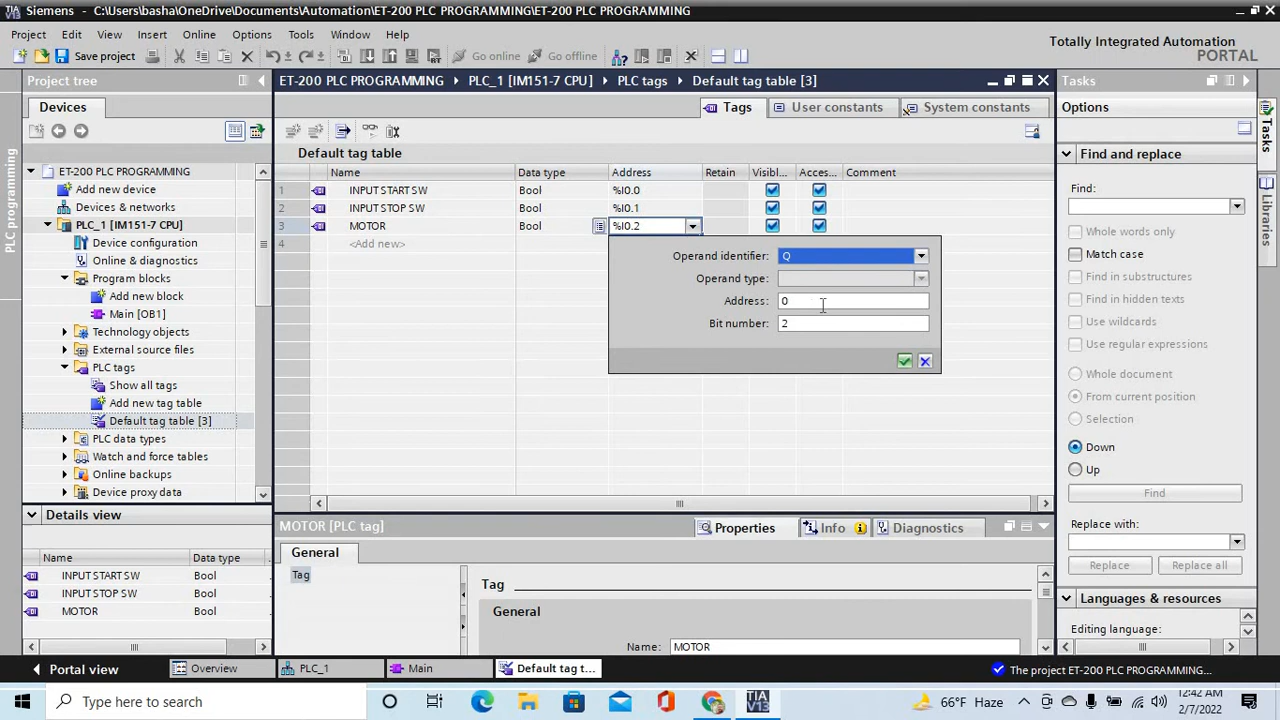 Siemens - C:\Users\basha\OneDrive\Documents\Automation\ET-200 PLC PROGRAMMING\ET-200 PLC PROGRAMMING
Project Edit View Insert Online Options Tools Window Help
Totally Integrated Automation
PORTAL
Save project
Go online
Go offline
Project tree
ET-200 PLC PROGRAMMING
PLC_1 [IM151-7 CPU]
PLC tags
Default tag table [3]
Tasks
Devices
Tags
User constants
System constants
Options
PLC programming
Default tag table
Find and replace
Name Data type Address Retain Visibl... Acces... Comment
1 INPUT START SW Bool %I0.0
2 INPUT STOP SW Bool %I0.1
3 MOTOR Bool %I0.2
4 <Add new>
Operand identifier: Q
Operand type:
Address: 0
Bit number: 2
ET-200 PLC PROGRAMMING
Add new device
Devices & networks
PLC_1 [IM151-7 CPU]
Device configuration
Online & diagnostics
Program blocks
Add new block
Main [OB1]
Technology objects
External source files
PLC tags
Show all tags
Add new tag table
Default tag table [3]
PLC data types
Watch and force tables
Online backups
Device proxy data
Find:
Whole words only
Match case
Find in substructures
Find in hidden texts
Use wildcards
Use regular expressions
Whole document
From current position
Selection
Down
Up
Find
Replace with:
Replace
Replace all
Languages & resources
Editing language:
Tasks
Libraries
Details view
Name Data type
INPUT START SW Bool
INPUT STOP SW Bool
MOTOR Bool
MOTOR [PLC tag]
Properties
Info
Diagnostics
General
Tag
Tag
General
Name: MOTOR
Portal view
Overview
PLC_1
Main
Default tag t...
The project ET-200 PLC PROGRAMMING...
Type here to search
TIA
V13
66°F Haze
12:42 AM
2/7/2022